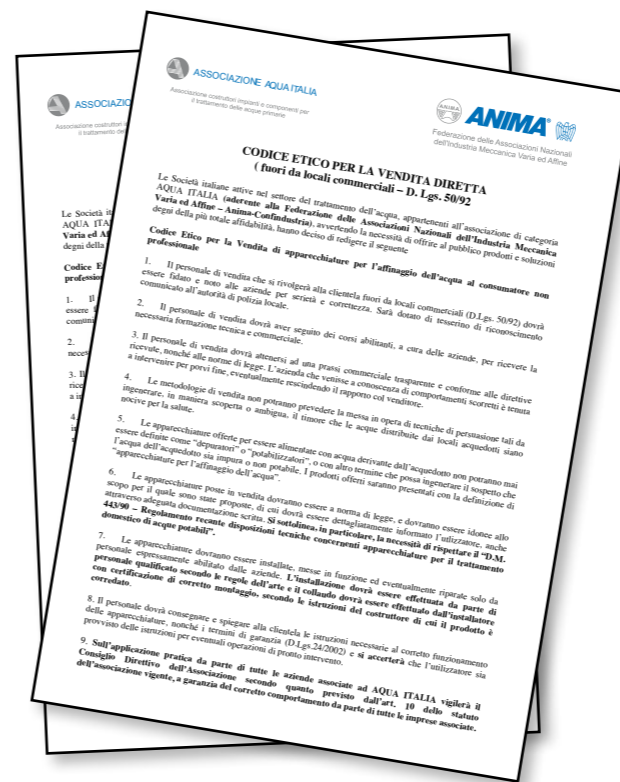 ASSOCIAZIONE AQUA ITALIA
Associazione costruttori impianti e componenti per
il trattamento delle acque primarie
ANIMA
ANIMA®
Federazione delle Associazioni Nazionali
dell'Industria Meccanica Varia ed Affine
CODICE ETICO PER LA VENDITA DIRETTA
( fuori da locali commerciali – D. Lgs. 50/92
Le Società italiane attive nel settore del trattamento dell'acqua, appartenenti all'associazione di categoria
AQUA ITALIA (aderente alla Federazione delle Associazioni Nazionali dell'Industria Meccanica
Varia ed Affine – Anima-Confindustria), avvertendo la necessità di offrire al pubblico prodotti e soluzioni
degni della più totale affidabilità, hanno deciso di redigere il seguente
Codice Etico per la Vendita di apparecchiature per l'affinaggio dell'acqua al consumatore non
professionale
1. Il personale di vendita che si rivolgerà alla clientela fuori da locali commerciali (D.Lgs. 50/92) dovrà
essere fidato e noto alle aziende per serietà e correttezza. Sarà dotato di tesserino di riconoscimento
comunicato all'autorità di polizia locale.
2. Il personale di vendita dovrà aver seguito dei corsi abilitanti, a cura delle aziende, per ricevere la
necessaria formazione tecnica e commerciale.
3. Il personale di vendita dovrà attenersi ad una prassi commerciale trasparente e conforme alle direttive
ricevute, nonché alle norme di legge. L'azienda che venisse a conoscenza di comportamenti scorretti è tenuta
a intervenire per porvi fine, eventualmente rescindendo il rapporto col venditore.
4. Le metodologie di vendita non potranno prevedere la messa in opera di tecniche di persuasione tali da
ingenerare, in maniera scoperta o ambigua, il timore che le acque distribuite dai locali acquedotti siano
nocive per la salute.
5. Le apparecchiature offerte per essere alimentate con acqua derivante dall'acquedotto non potranno mai
essere definite come "depuratori" o "potabilizzatori", o con altro termine che possa ingenerare il sospetto che
l'acqua dell'acquedotto sia impura o non potabile. I prodotti offerti saranno presentati con la definizione di
"apparecchiature per l'affinaggio dell'acqua".
6. Le apparecchiature poste in vendita dovranno essere a norma di legge, e dovranno essere idonee allo
scopo per il quale sono state proposte, di cui dovrà essere dettagliatamente informato l'utilizzatore, anche
attraverso adeguata documentazione scritta. Si sottolinea, in particolare, la necessità di rispettare il "D.M.
443/90 – Regolamento recante disposizioni tecniche concernenti apparecchiature per il trattamento
domestico di acque potabili".
7. Le apparecchiature dovranno essere installate, messe in funzione ed eventualmente riparate solo da
personale espressamente abilitato dalle aziende. L'installazione dovrà essere effettuata da parte di
personale qualificato secondo le regole dell'arte e il collaudo dovrà essere effettuato dall'installatore
con certificazione di corretto montaggio, secondo le istruzioni del costruttore di cui il prodotto è
corredato.
8. Il personale dovrà consegnare e spiegare alla clientela le istruzioni necessarie al corretto funzionamento
delle apparecchiature, nonché i termini di garanzia (D.Lgs.24/2002) e si accerterà che l'utilizzatore sia
provvisto delle istruzioni per eventuali operazioni di pronto intervento.
9. Sull'applicazione pratica da parte di tutte le aziende associate ad AQUA ITALIA vigilerà il
Consiglio Direttivo dell'Associazione secondo quanto previsto dall'art. 10 dello statuto
dell'associazione vigente, a garanzia del corretto comportamento da parte di tutte le imprese associate.